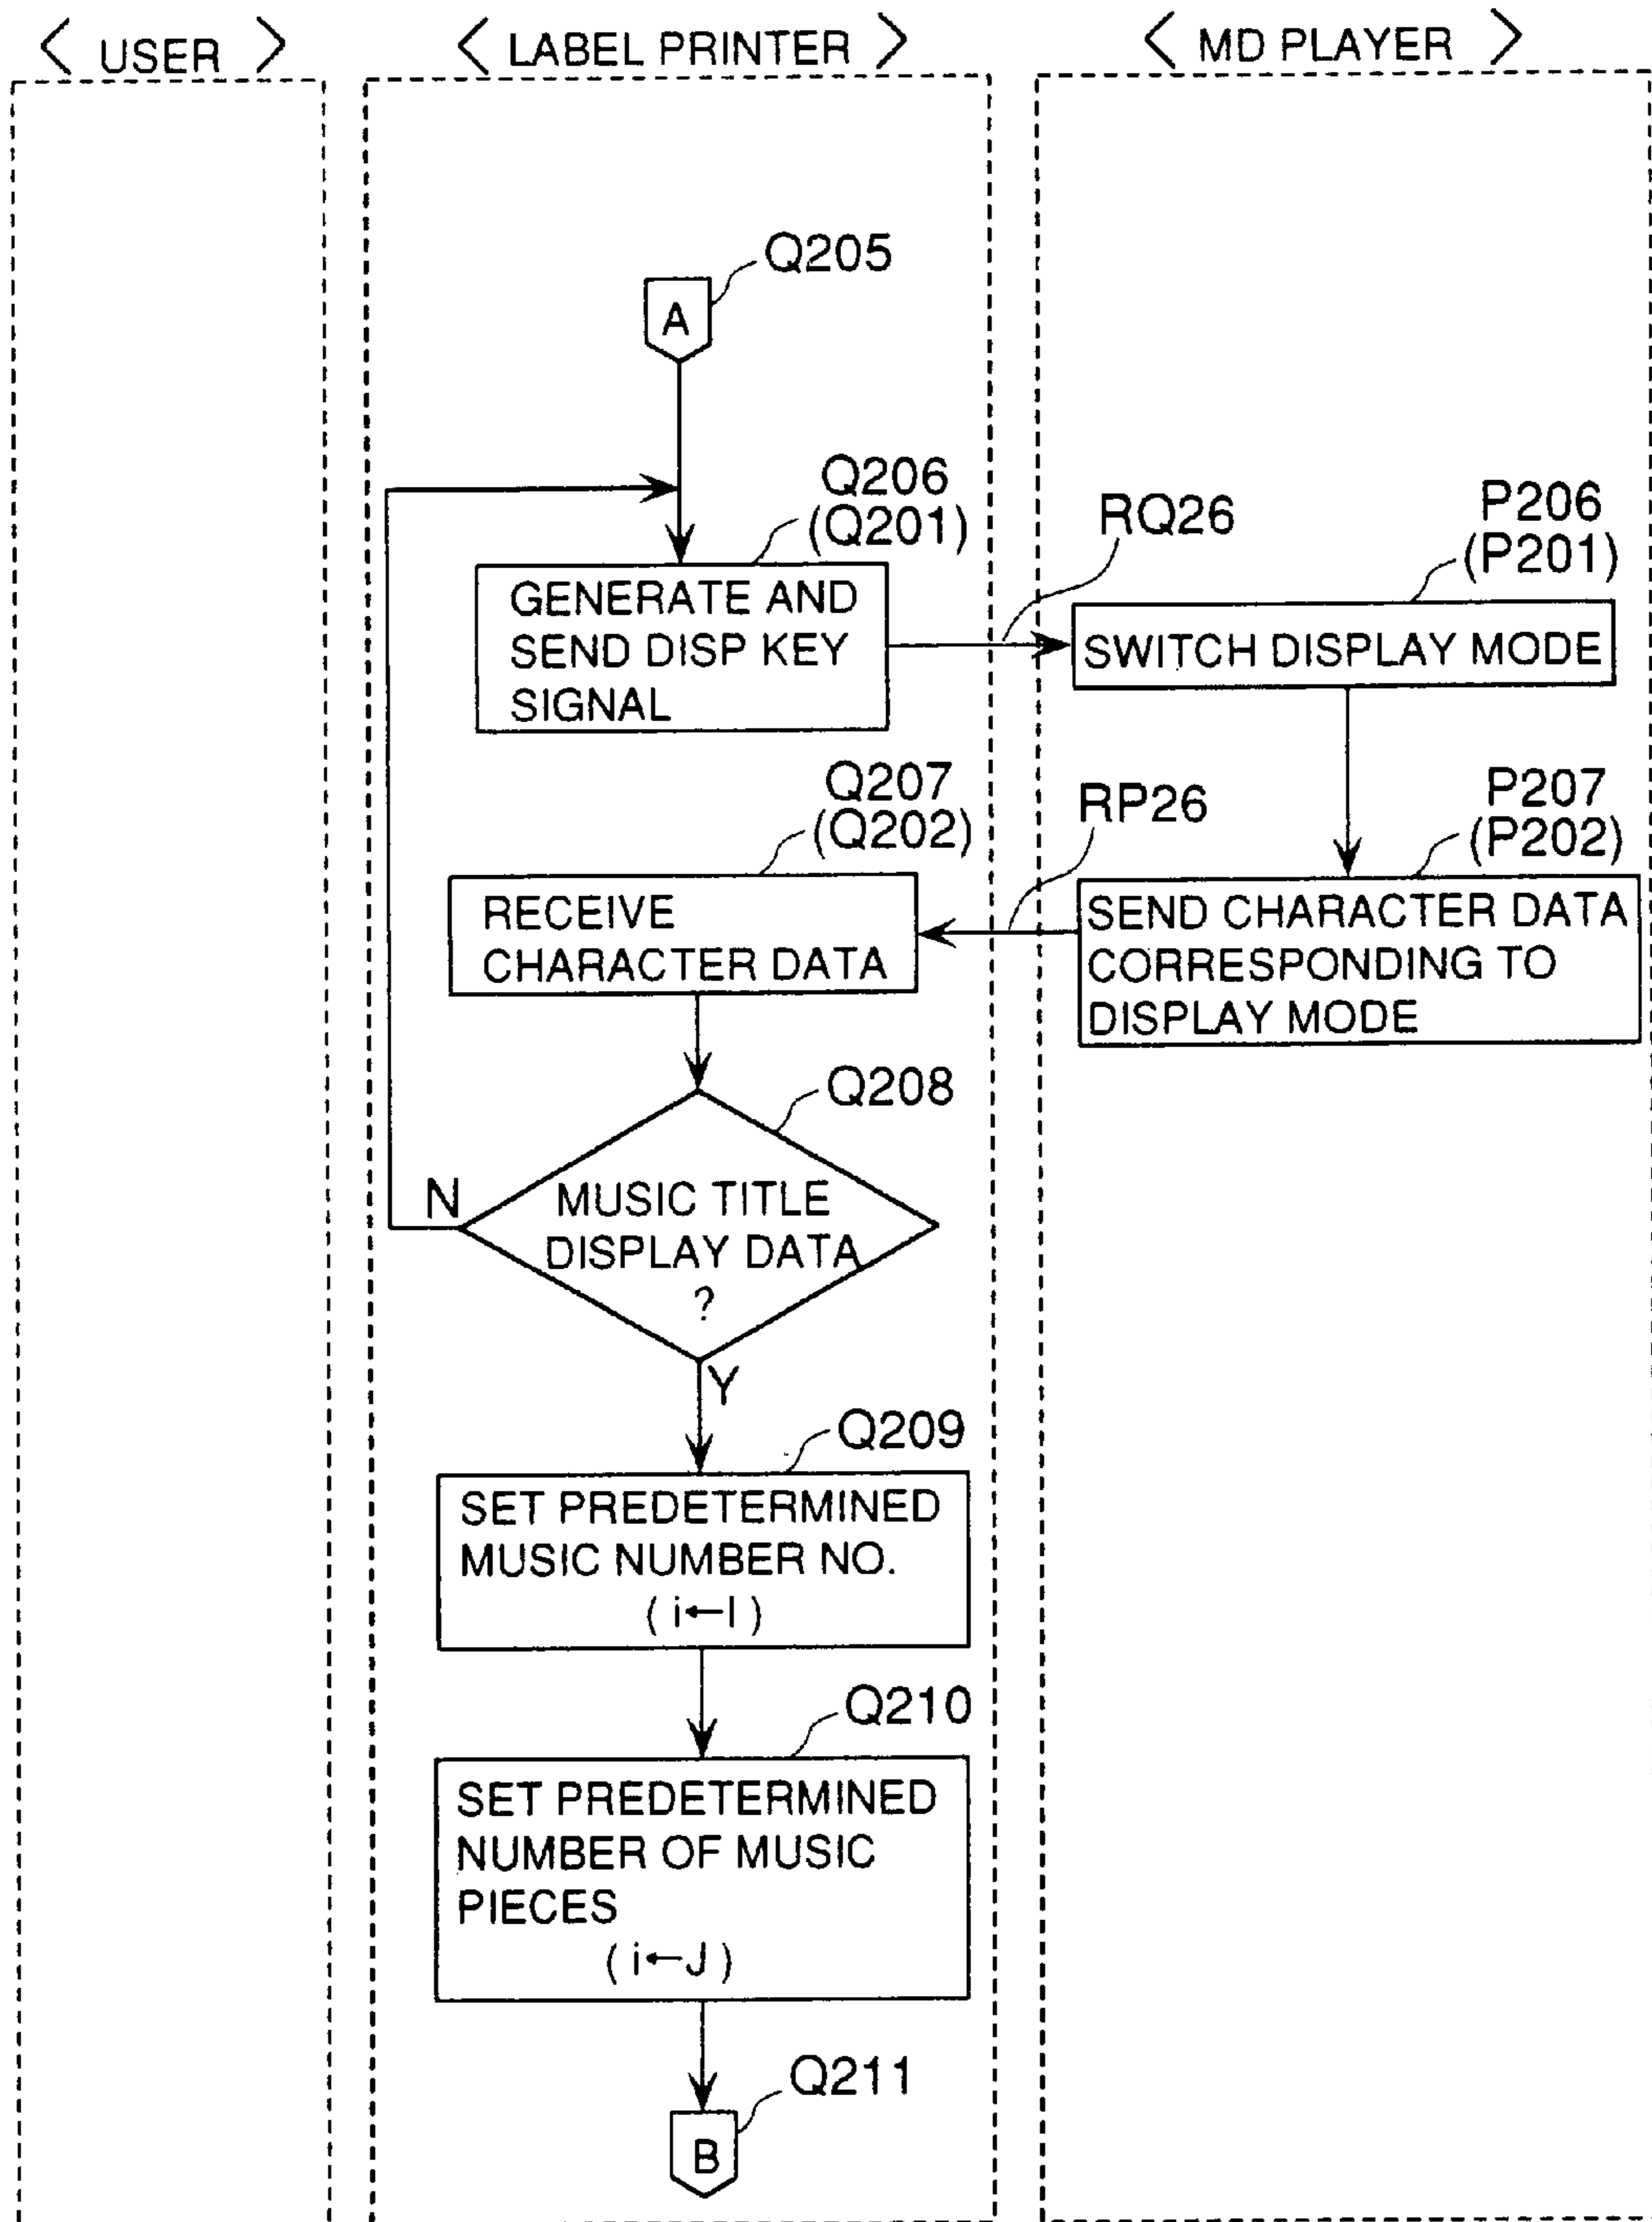 < USER >
< LABEL PRINTER >
< MD PLAYER >
Q205
A
Q206
(Q201)
RQ26
P206
(P201)
GENERATE AND
SEND DISP KEY
SIGNAL
SWITCH DISPLAY MODE
Q207
(Q202)
RP26
P207
(P202)
RECEIVE
CHARACTER DATA
SEND CHARACTER DATA
CORRESPONDING TO
DISPLAY MODE
Q208
N
MUSIC TITLE
DISPLAY DATA
?
Y
Q209
SET PREDETERMINED
MUSIC NUMBER NO.
( i←I )
Q210
SET PREDETERMINED
NUMBER OF MUSIC
PIECES
( i←J )
Q211
B